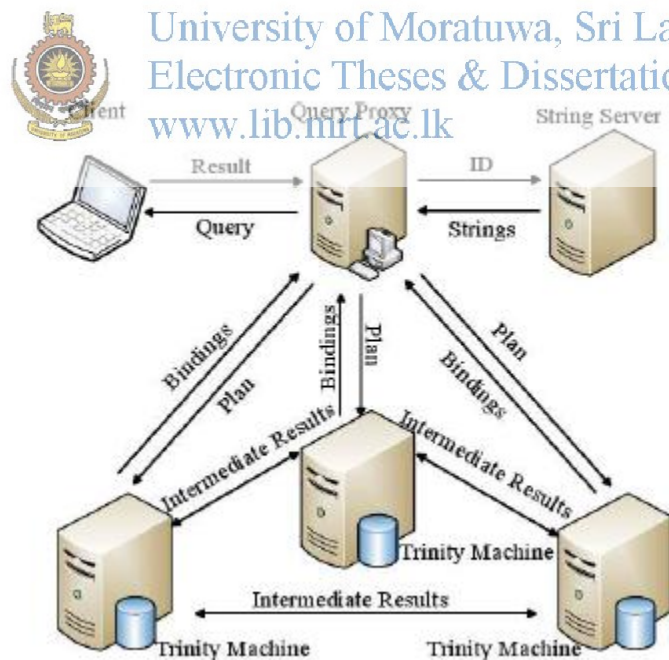 University of Moratuwa, Sri La
Electronic Theses & Dissertatio
www.lib.mrt.ac.lk
Client
Query Proxy
String Server
Result
ID
Query
Strings
Bindings
Plan
Bindings
Plan
Plan
Bindings
Intermediate Results
Intermediate Results
Trinity Machine
Intermediate Results
Trinity Machine
Trinity Machine